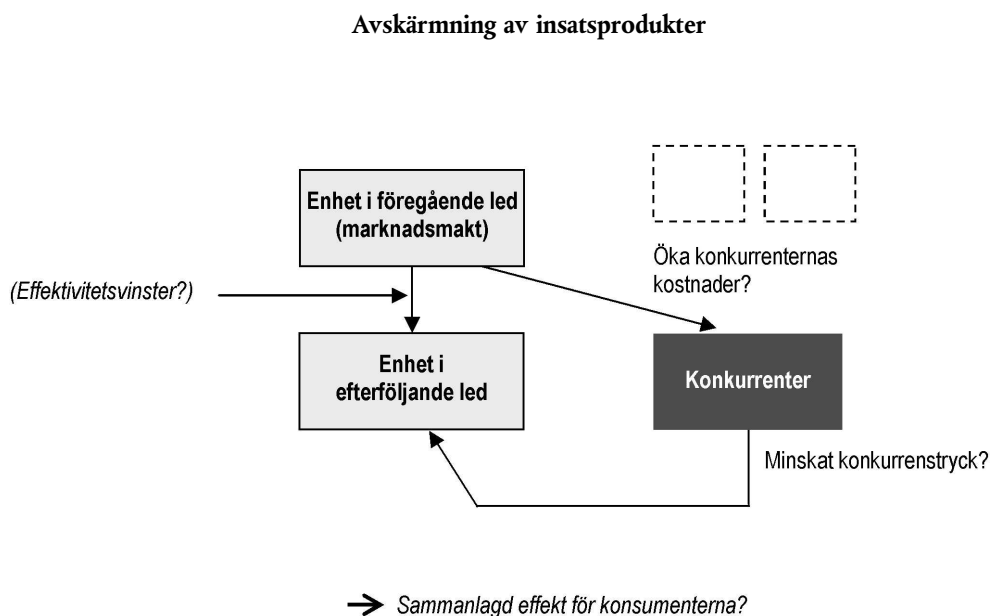 Avskärmning av insatsprodukter
Enhet i föregående led
(marknadsmakt)
Öka konkurrenternas
kostnader?
(Effektivitetsvinster?)
Enhet i
efterföljande led
Konkurrenter
Minskat konkurrenstryck?
Sammanlagd effekt för konsumenterna?